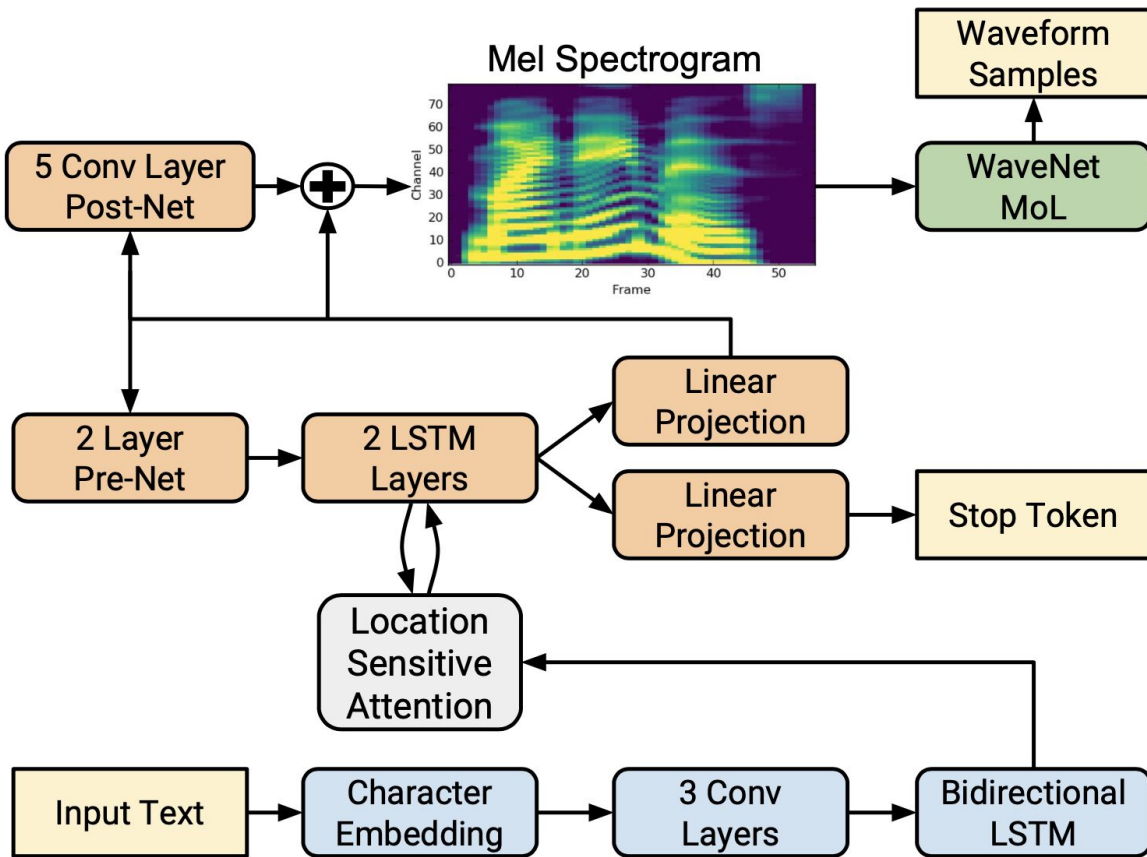 Waveform
Samples
Mel Spectrogram
5 Conv Layer
Post-Net
WaveNet
MoL
Channel
70
60
50
40
30
20
10
0
0 10 20 30 40 50
Frame
Linear
Projection
2 Layer
Pre-Net
2 LSTM
Layers
Linear
Projection
Stop Token
Location
Sensitive
Attention
Input Text
Character
Embedding
3 Conv
Layers
Bidirectional
LSTM